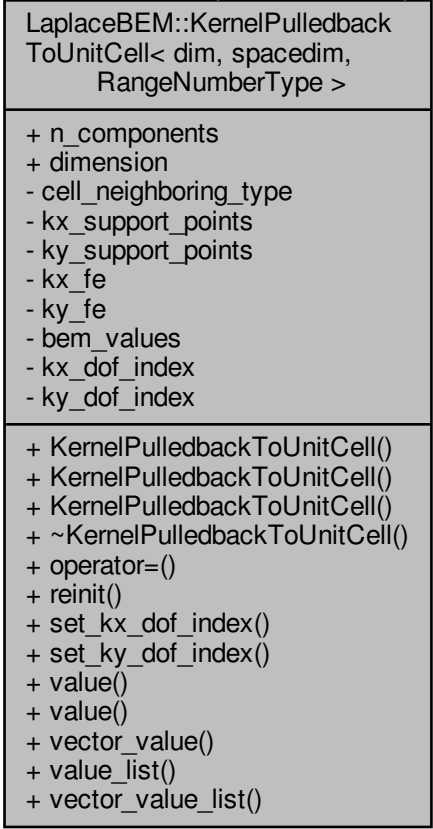 LaplaceBEM::KernelPulledback
ToUnitCell< dim, spacedim,
RangeNumberType >
+ n_components
+ dimension
- cell_neighboring_type
- kx_support_points
- ky_support_points
- kx_fe
- ky_fe
- bem_values
- kx_dof_index
- ky_dof_index
+ KernelPulledbackToUnitCell()
+ KernelPulledbackToUnitCell()
+ KernelPulledbackToUnitCell()
+ ~KernelPulledbackToUnitCell()
+ operator=()
+ reinit()
+ set_kx_dof_index()
+ set_ky_dof_index()
+ value()
+ value()
+ vector_value()
+ value_list()
+ vector_value_list()